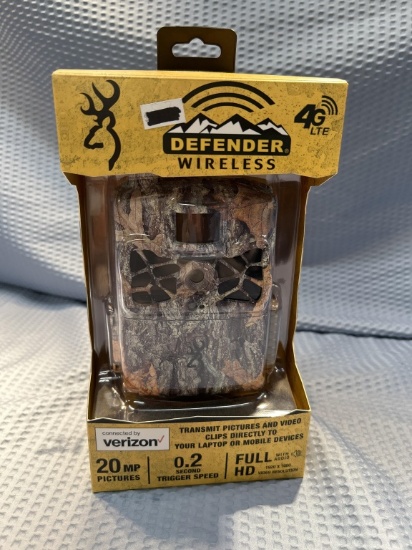 4G
LTE
DEFENDER
WIRELESS
connected by
verizon
TRANSMIT PICTURES AND VIDEO
CLIPS DIRECTLY TO
YOUR LAPTOP OR MOBILE DEVICES
20 MP
PICTURES
0.2
SECOND
TRIGGER SPEED
FULL
HD